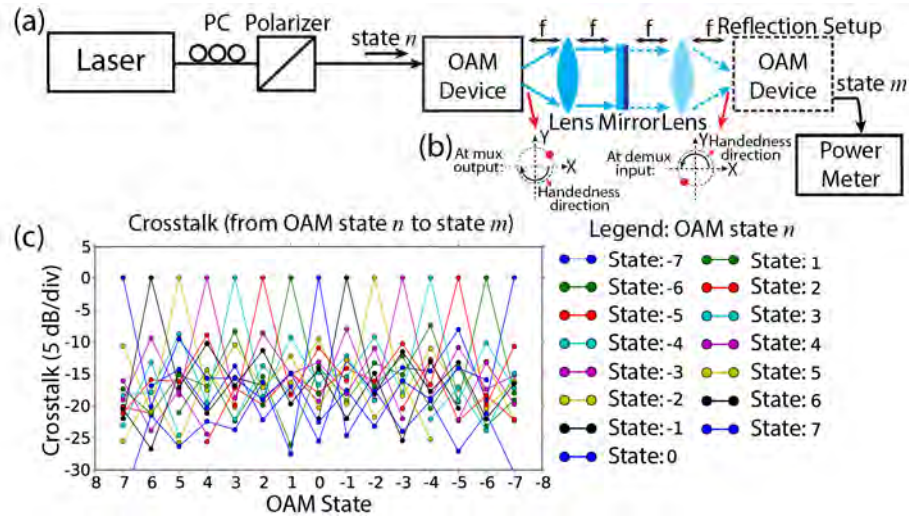 (a)
PC Polarizer
Laser
state n
OAM
Device
f f f f
Lens Mirror Lens
Reflection Setup
OAM
Device
state m
Power
Meter
(b)
At mux
output:
Y
X
Handedness
direction
At demux
input:
Y
X
Handedness
direction
(c)
Crosstalk (from OAM state n to state m)
Crosstalk (5 dB/div)
5
0
-5
-10
-15
-20
-25
-30
8 7 6 5 4 3 2 1 0 -1 -2 -3 -4 -5 -6 -7 -8
OAM State
Legend: OAM state n
State: -7
State: -6
State: -5
State: -4
State: -3
State: -2
State: -1
State: 0
State: 1
State: 2
State: 3
State: 4
State: 5
State: 6
State: 7